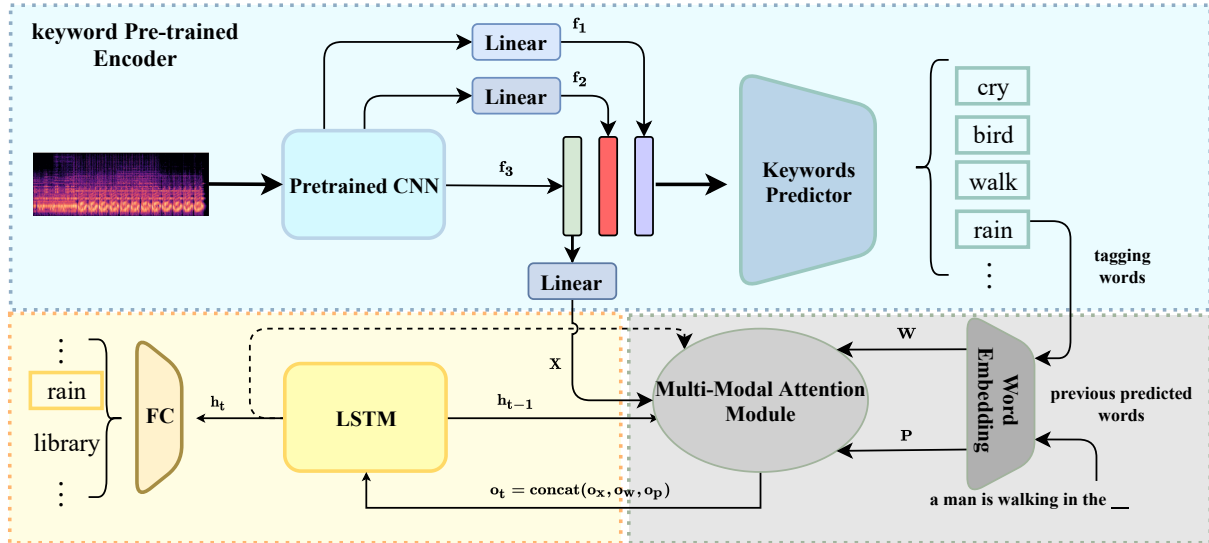 keyword Pre-trained
Encoder
Linear
f₁
Linear
f₂
Pretrained CNN
f₃
Linear
Keywords
Predictor
cry
bird
walk
rain
⋮
tagging
words
⋮
rain
library
⋮
FC
hₜ
LSTM
hₜ₋₁
X
Multi-Modal Attention
Module
W
P
Word
Embedding
previous predicted
words
a man is walking in the __
oₜ = concat(oₓ, o_w, oₚ)